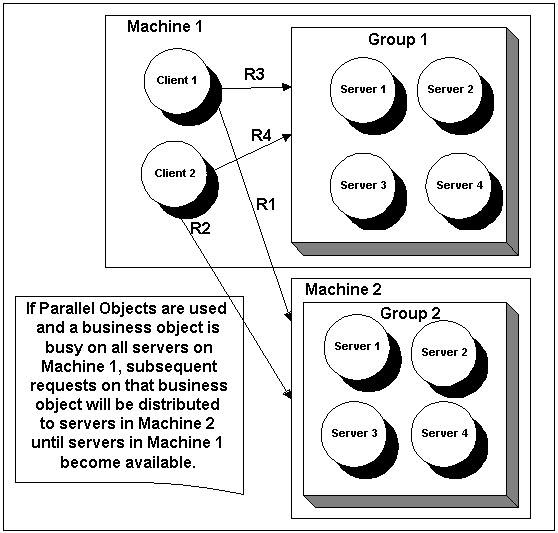 Machine 1
Group 1
Client 1
R3
Server 1
Server 2
Client 2
R4
Server 3
Server 4
R1
R2
Machine 2
Group 2
Server 1
Server 2
Server 3
Server 4
If Parallel Objects are used
and a business object is
busy on all servers on
Machine 1, subsequent
requests on that business
object will be distributed
to servers in Machine 2
until servers in Machine 1
become available.